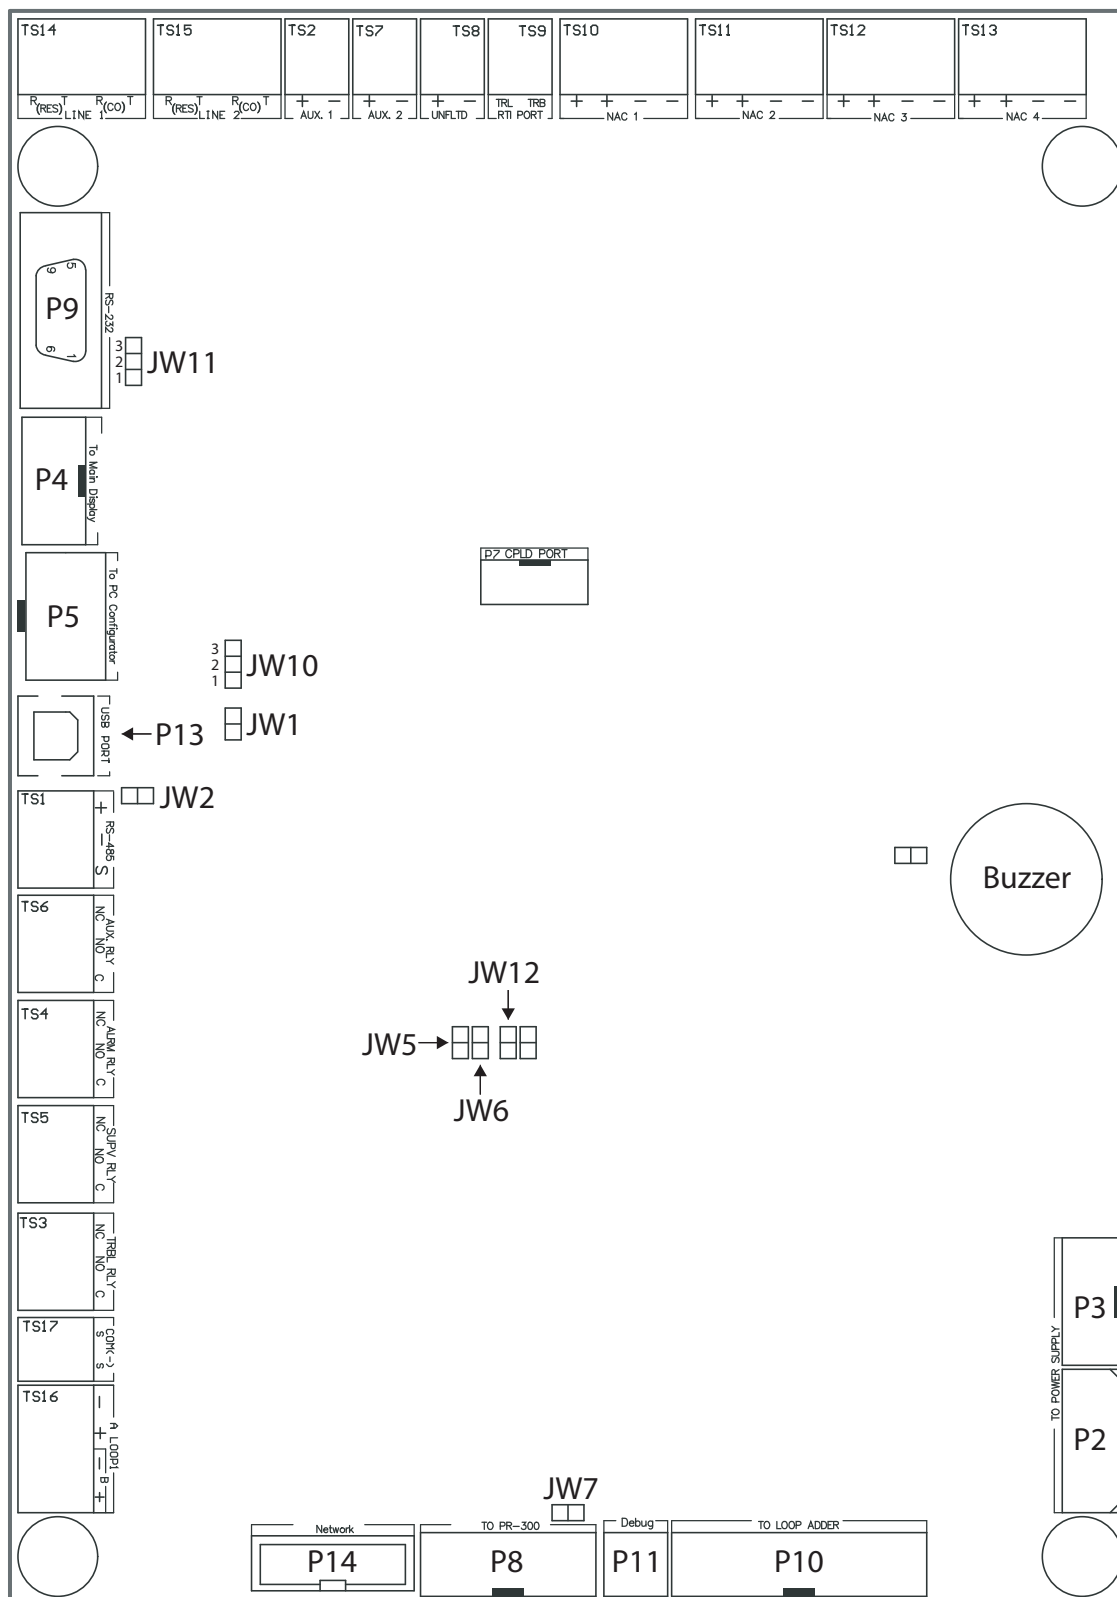 TS14
TS15
TS2
TS7
TS8
TS9
TS10
TS11
TS12
TS13
R (RES) T R (CO) T
LINE 1
R (RES) T R (CO) T
LINE 2
+ −
AUX. 1
+ −
AUX. 2
+ −
UNFLTD
TRL TRB
RTI PORT
+ + − −
NAC 1
+ + − −
NAC 2
+ + − −
NAC 3
+ + − −
NAC 4
5
9
P9
6
1
RS-232
3
2
1
JW11
P4
To Main Display
P7 CPLD PORT
P5
To PC Configurator
3
2
1
JW10
USB PORT
P13
JW1
JW2
TS1
+ − S
RS-485
Buzzer
TS6
NC NO C
AUX. RLY
JW12
TS4
NC NO C
ALRM RLY
JW5
JW6
TS5
NC NO C
SUPV RLY
TS3
NC NO C
TRBL RLY
P3
TO POWER SUPPLY
TS17
S S
COM(-)
TS16
− + − +
A LOOP1
B
P2
JW7
Network
TO PR-300
Debug
TO LOOP ADDER
P14
P8
P11
P10